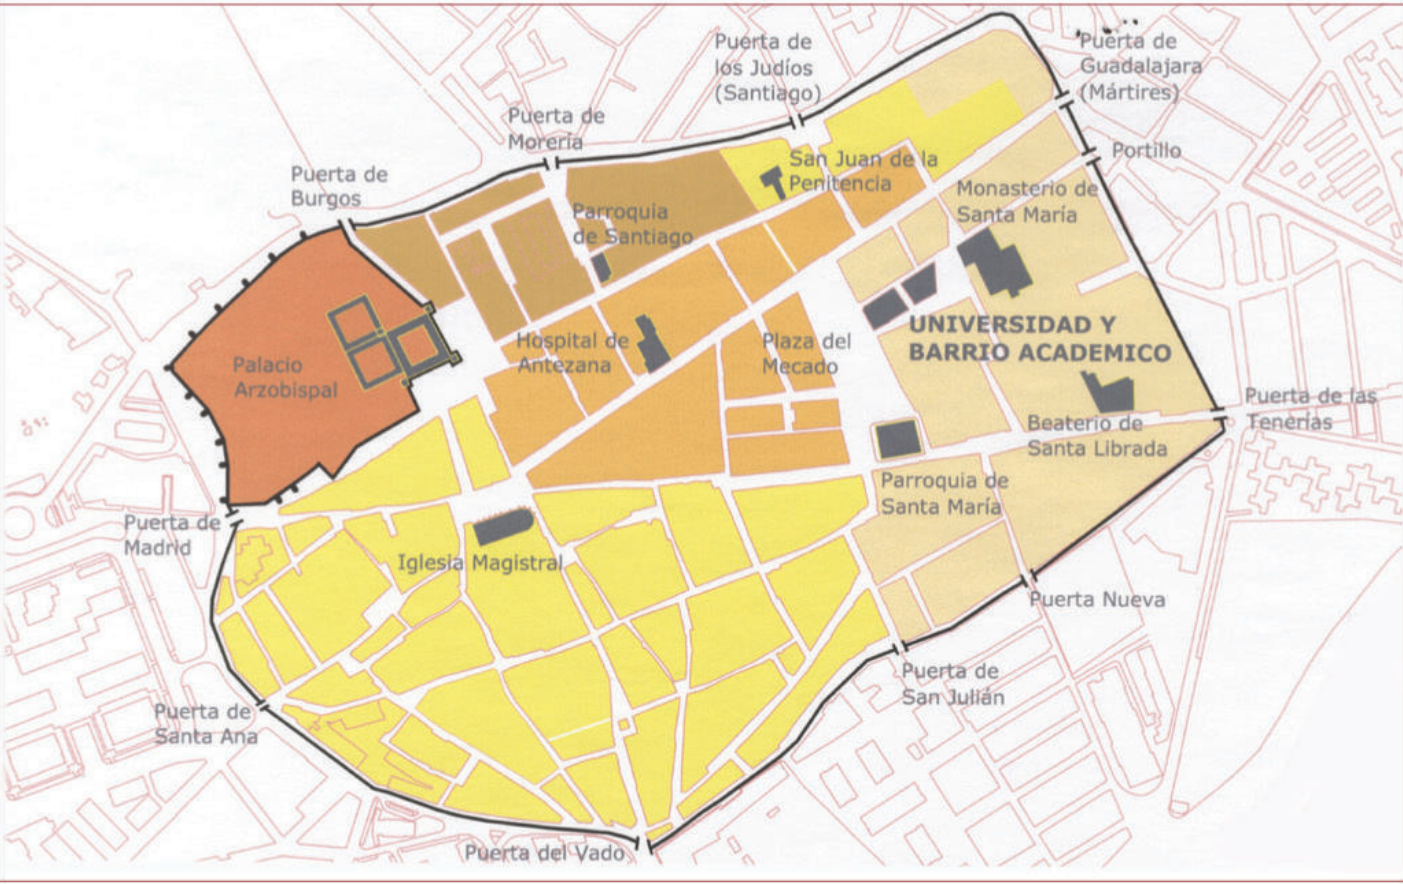 Puerta de
los Judíos
(Santiago)
Puerta de
Guadalajara
(Mártires)
Puerta de
Morería
Portillo
Puerta de
Burgos
San Juan de la
Penitencia
Monasterio de
Santa María
Parroquia
de Santiago
UNIVERSIDAD Y
BARRIO ACADEMICO
Hospital de
Antezana
Plaza del
Mecado
Palacio
Arzobispal
Puerta de las
Tenerías
Beaterio de
Santa Librada
Parroquia de
Santa María
Puerta de
Madrid
Iglesia Magistral
Puerta Nueva
Puerta de
San Julián
Puerta de
Santa Ana
Puerta del Vado